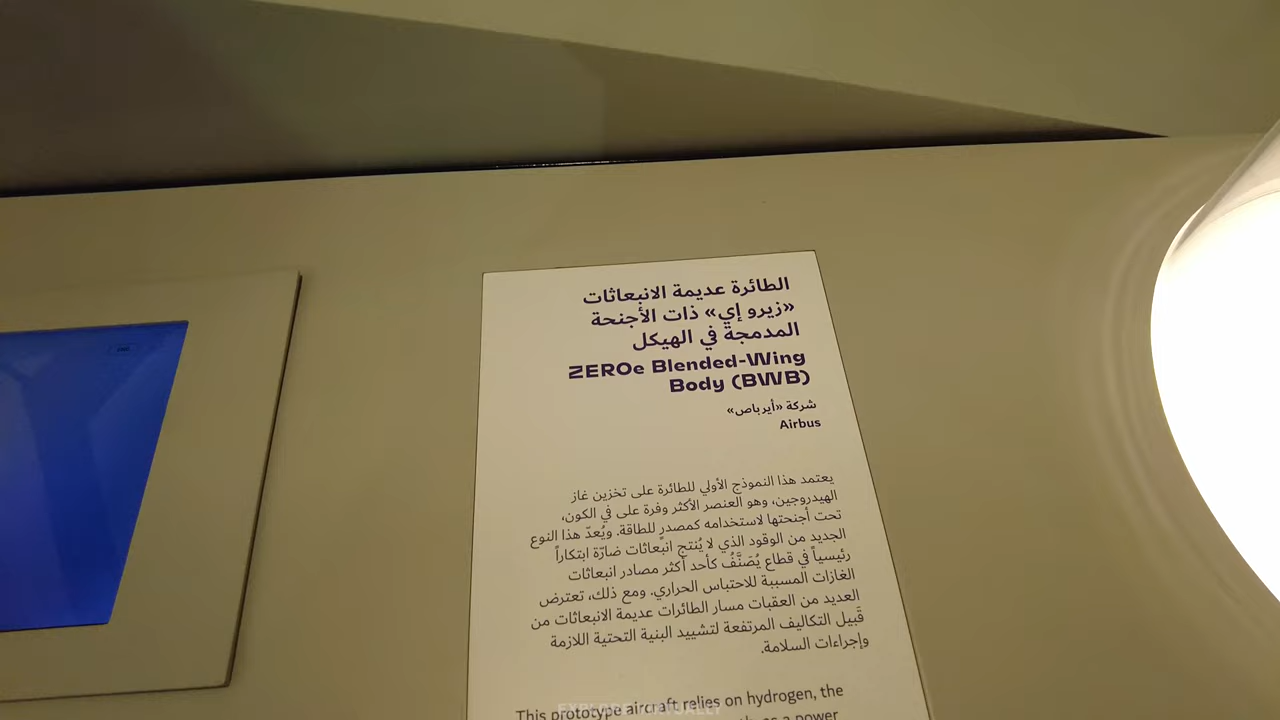 الطائرة عديمة الانبعاثات
«زيرو إي» ذات الأجنحة
المدمجة في الهيكل
ZEROe Blended-Wing
Body (BWB)
شركة «أيرباص»
Airbus
يعتمد هذا النموذج الأولي للطائرة على تخزين غاز
الهيدروجين، وهو العنصر الأكثر وفرة على في الكون،
تحت أجنحتها لاستخدامه كمصدرٍ للطاقة. ويُعدّ هذا النوع
الجديد من الوقود الذي لا يُنتج انبعاثات ضارّة ابتكاراً
رئيسياً في قطاع يُصَنَّفُ كأحد أكثر مصادر انبعاثات
الغازات المسببة للاحتباس الحراري. ومع ذلك، تعترض
العديد من العقبات مسار الطائرات عديمة الانبعاثات من
قَبيل التكاليف المرتفعة لتشييد البنية التحتية اللازمة
وإجراءات السلامة.
This prototype aircraft relies on hydrogen, the
as a power